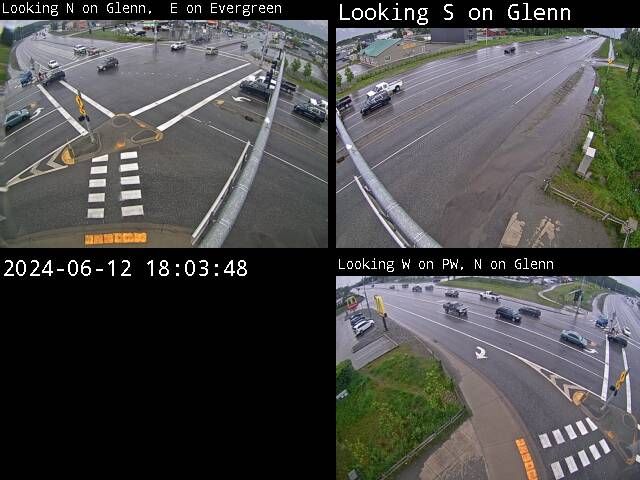 Looking N on Glenn, E on Evergreen
Looking S on Glenn
2024-06-12 18:03:48
Looking W on PW, N on Glenn